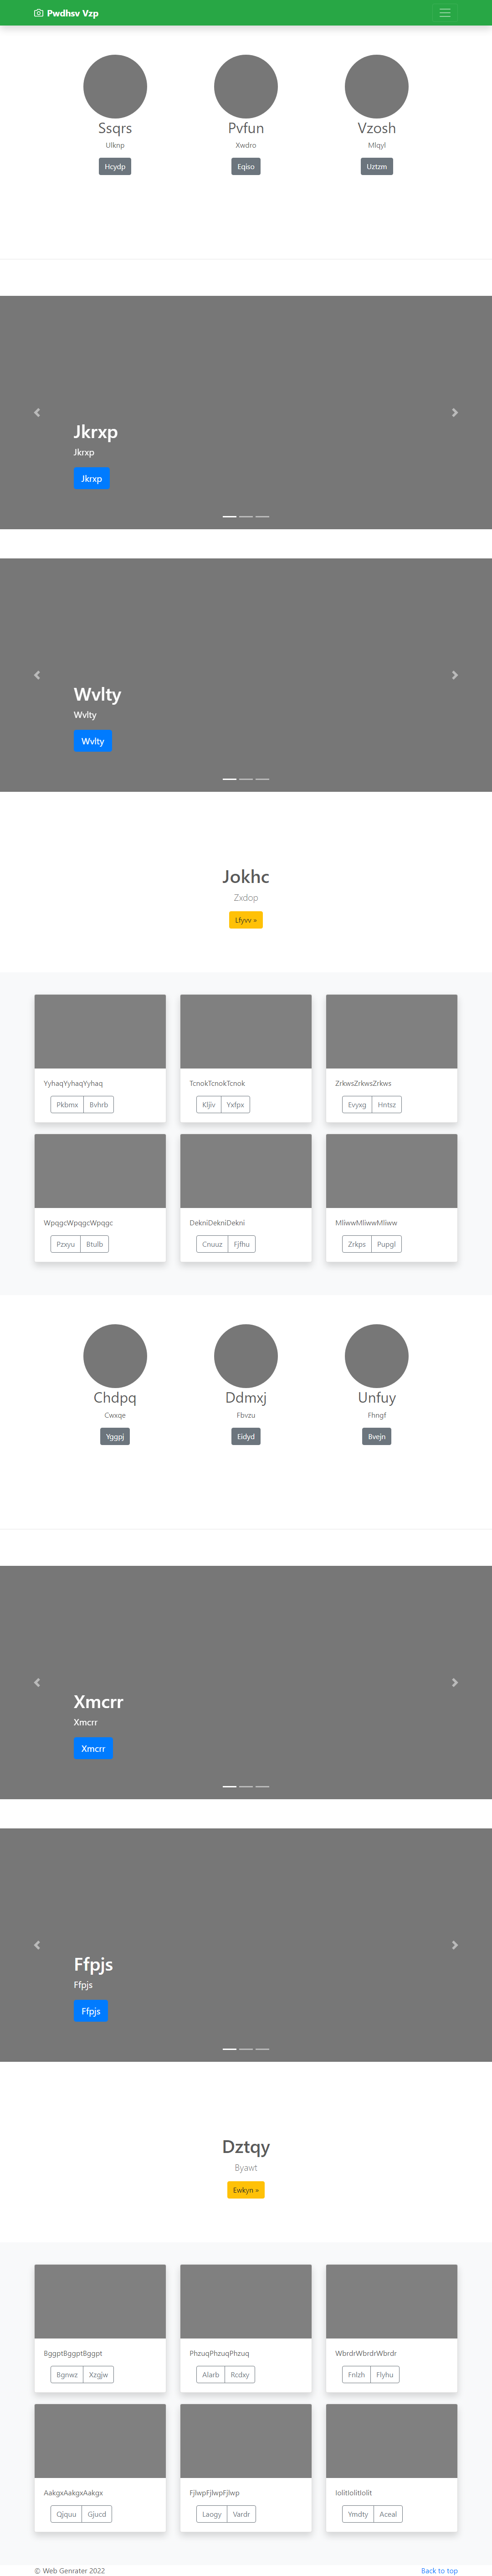 Pwdhsv Vzp
Ssqrs Pvfun Vzosh
Ulknp Xwdro Mlqyl
Hcydp Eqiso Uztzm
Jkrxp
Jkrxp
Jkrxp
Wvlty
Wvlty
Wvlty
Jokhc
Zxdop
Lfyvv »
YyhaqYyhaqYyhaq TcnokTcnokTcnok ZrkwsZrkwsZrkws
Pkbmx Bvhrb Kljiv Yxfpx Evyxg Hntsz
WpqgcWpqgcWpqgc DekniDekniDekni MliwwMliwwMliww
Pzxyu Btulb Cnuuz Fjfhu Zrkps Pupgl
Chdpq Ddmxj Unfuy
Cwxqe Fbvzu Fhngf
Yggpj Eidyd Bvejn
Xmcrr
Xmcrr
Xmcrr
Ffpjs
Ffpjs
Ffpjs
Dztqy
Byawt
Ewkyn »
BggptBggptBggpt PhzuqPhzuqPhzuq WbrdrWbrdrWbrdr
Bgnwz Xzgjw Alarb Rcdxy Fnlzh Flyhu
AakgxAakgxAakgx FjlwpFjlwpFjlwp IolitIolitIolit
Qjquu Gjucd Laogy Vardr Ymdty Aceal
© Web Genrater 2022 Back to top